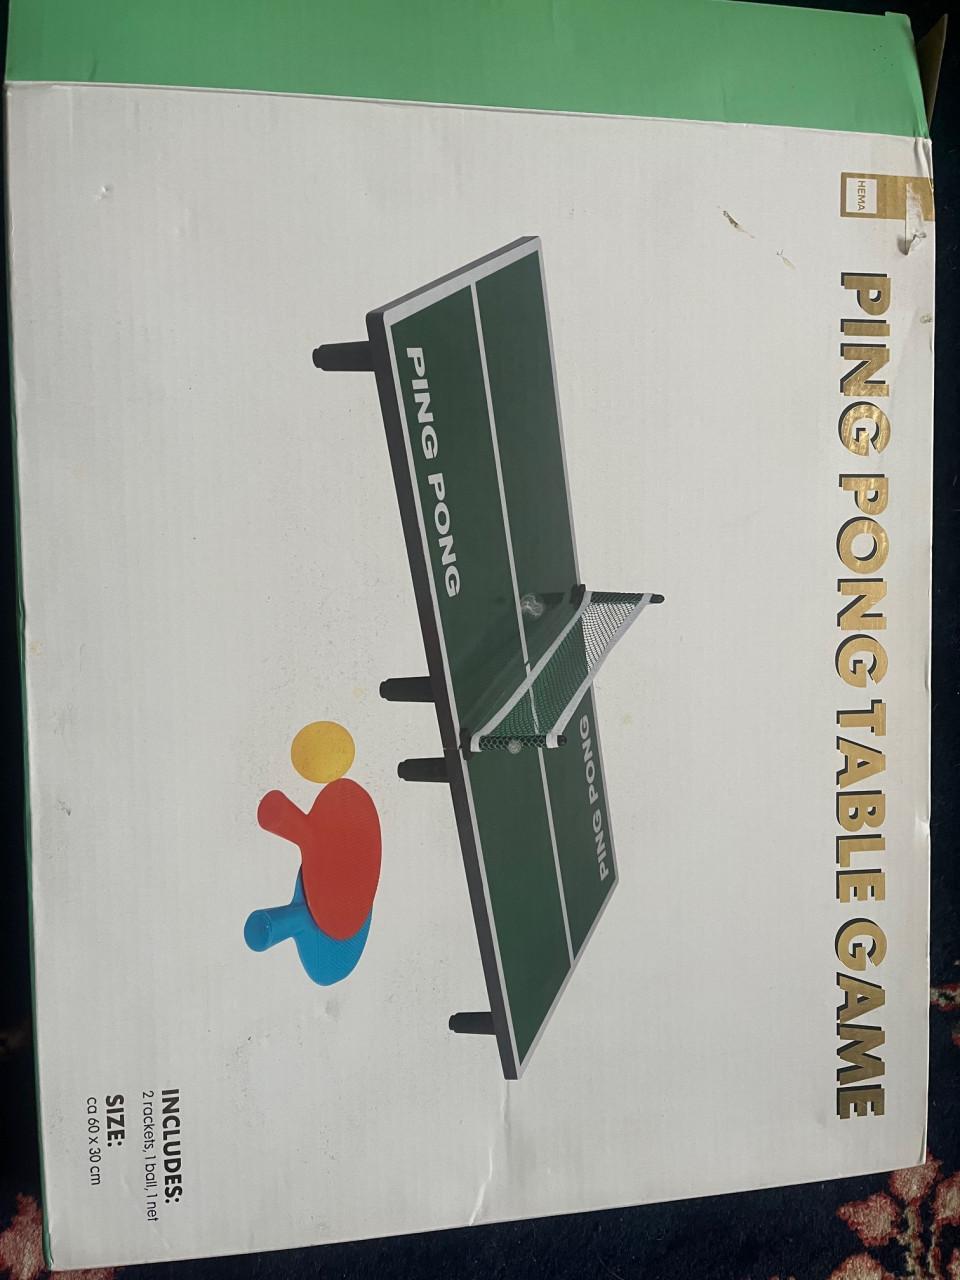 HEMA
PING PONG TABLE GAME
PING PONG
PING PONG
INCLUDES:
2 rackets, 1 ball, 1 net
SIZE:
ca 60 x 30 cm